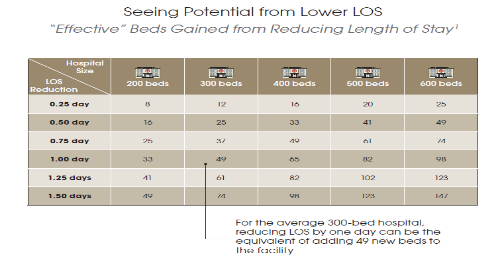 Seeing Potential from Lower LOS
"Effective" Beds Gained from Reducing Length of Stay¹
Hospital
Size
LOS
Reduction
200 beds 300 beds 400 beds 500 beds 600 beds
0.25 day 8 12 16 20 25
0.50 day 16 25 33 41 49
0.75 day 25 37 49 61 74
1.00 day 33 49 65 82 98
1.25 days 41 61 82 102 123
1.50 days 49 74 98 123 147
For the average 300-bed hospital,
reducing LOS by one day can be the
equivalent of adding 49 new beds to
the facility